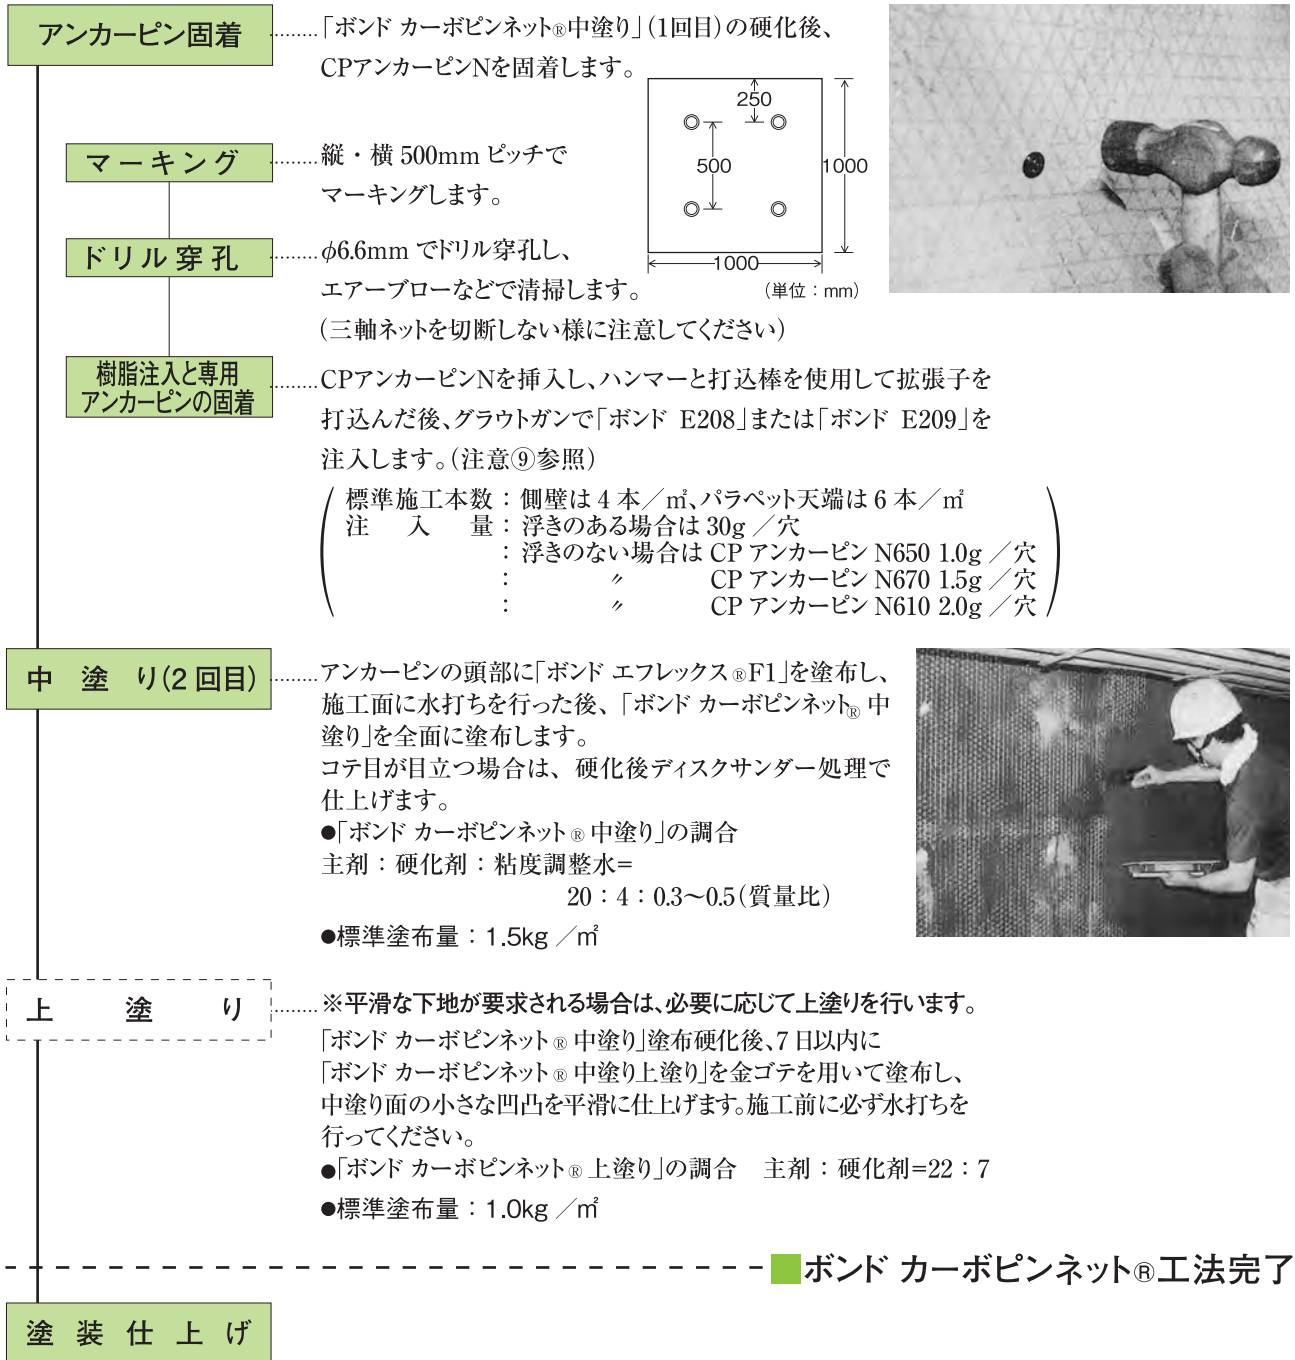 アンカーピン固着
「ボンド カーボピンネット®中塗り」(1回目)の硬化後、
CPアンカーピンNを固着します。
250
500
1000
1000
(単位：mm)
マーキング
縦・横 500mm ピッチで
マーキングします。
ドリル穿孔
φ6.6mm でドリル穿孔し、
エアーブローなどで清掃します。
(三軸ネットを切断しない様に注意してください)
樹脂注入と専用
アンカーピンの固着
CPアンカーピンNを挿入し、ハンマーと打込棒を使用して拡張子を
打込んだ後、グラウトガンで「ボンド E208」または「ボンド E209」を
注入します。(注意⑨参照)
標準施工本数：側壁は 4 本／㎡、パラペット天端は 6 本／㎡
注 入 量：浮きのある場合は 30g ／穴
：浮きのない場合は CP アンカーピン N650 1.0g ／穴
： 〃 CP アンカーピン N670 1.5g ／穴
： 〃 CP アンカーピン N610 2.0g ／穴
中 塗 り(2 回目)
アンカーピンの頭部に「ボンド エフレックス®F1」を塗布し、
施工面に水打ちを行った後、「ボンド カーボピンネット® 中
塗り」を全面に塗布します。
コテ目が目立つ場合は、硬化後ディスクサンダー処理で
仕上げます。
●「ボンド カーボピンネット® 中塗り」の調合
主剤：硬化剤：粘度調整水=
20：4：0.3～0.5(質量比)
●標準塗布量：1.5kg ／㎡
上 塗 り
※平滑な下地が要求される場合は、必要に応じて上塗りを行います。
「ボンド カーボピンネット® 中塗り」塗布硬化後、7 日以内に
「ボンド カーボピンネット® 中塗り上塗り」を金ゴテを用いて塗布し、
中塗り面の小さな凹凸を平滑に仕上げます。施工前に必ず水打ちを
行ってください。
●「ボンド カーボピンネット® 上塗り」の調合 主剤：硬化剤=22：7
●標準塗布量：1.0kg ／㎡
■ボンド カーボピンネット®工法完了
塗 装 仕 上 げ